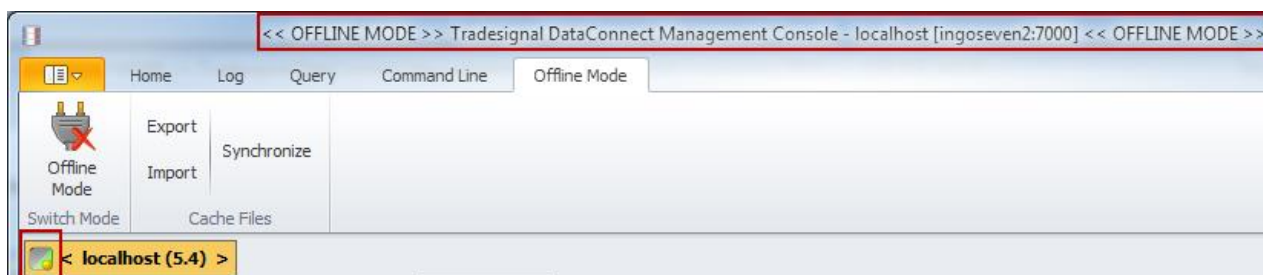 << OFFLINE MODE >> Tradesignal DataConnect Management Console - localhost [ingoseven2:7000] << OFFLINE MODE >>
Home Log Query Command Line Offline Mode
Export
Synchronize
Offline
Mode
Import
Switch Mode Cache Files
< localhost (5.4) >